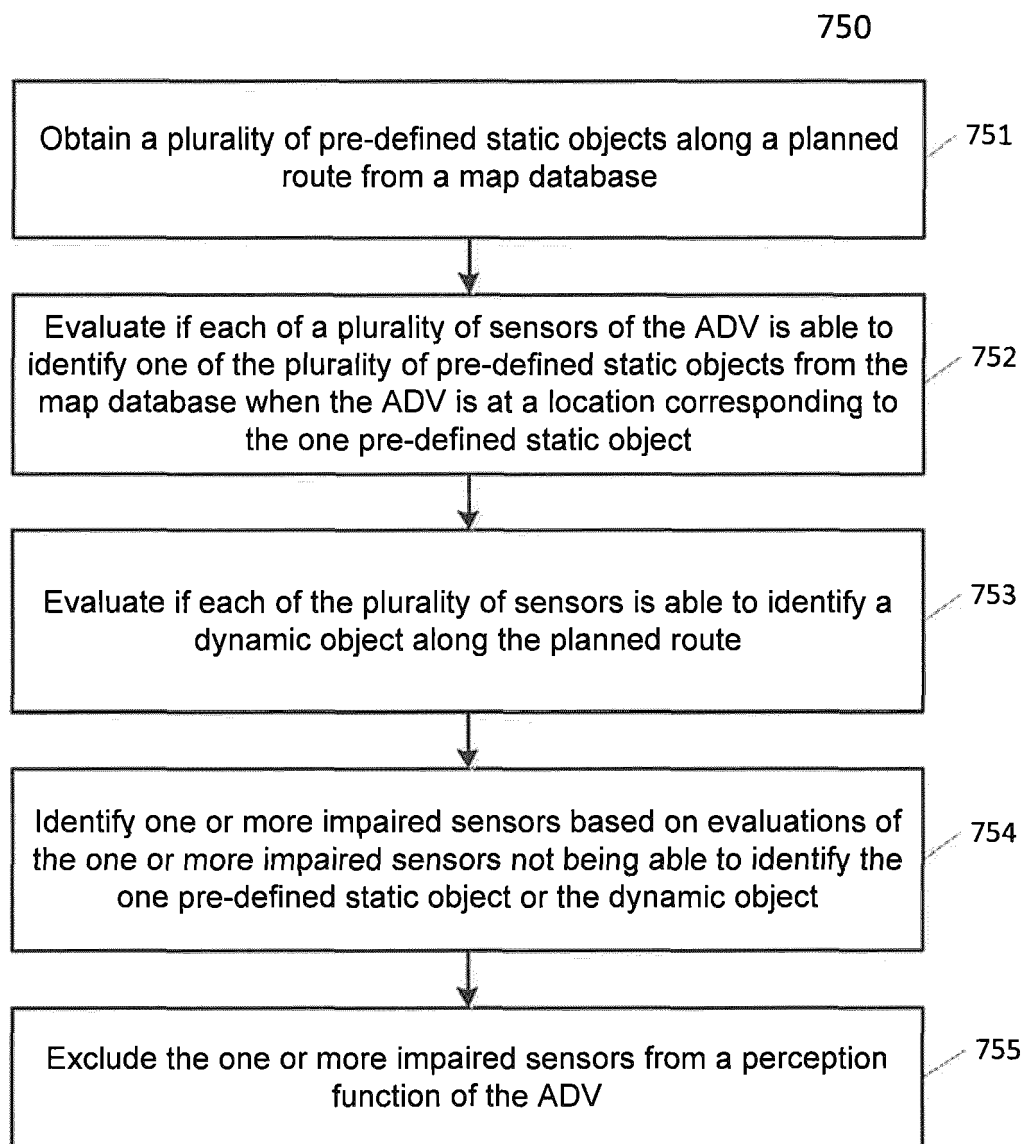 750
Obtain a plurality of pre-defined static objects along a planned
route from a map database
751
Evaluate if each of a plurality of sensors of the ADV is able to
identify one of the plurality of pre-defined static objects from the
map database when the ADV is at a location corresponding to
the one pre-defined static object
752
Evaluate if each of the plurality of sensors is able to identify a
dynamic object along the planned route
753
Identify one or more impaired sensors based on evaluations of
the one or more impaired sensors not being able to identify the
one pre-defined static object or the dynamic object
754
Exclude the one or more impaired sensors from a perception
function of the ADV
755